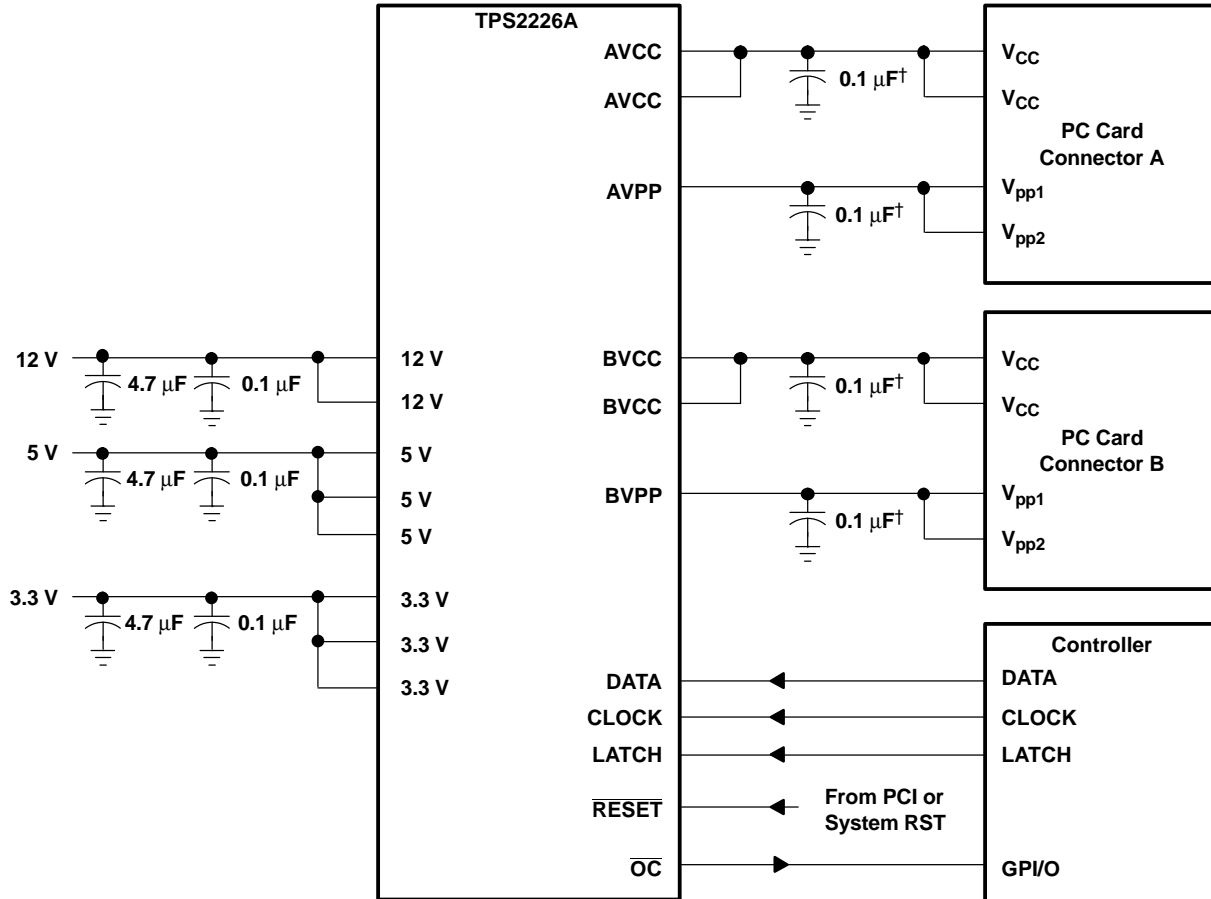 TPS2226A
AVCC
AVCC
AVPP
12 V
4.7 μF
0.1 μF
12 V
12 V
5 V
4.7 μF
0.1 μF
5 V
5 V
5 V
3.3 V
4.7 μF
0.1 μF
3.3 V
3.3 V
3.3 V
BVCC
BVCC
BVPP
DATA
CLOCK
LATCH
RESET
OC
0.1 μF†
0.1 μF†
0.1 μF†
0.1 μF†
From PCI or
System RST
VCC
VCC
PC Card
Connector A
Vpp1
Vpp2
VCC
VCC
PC Card
Connector B
Vpp1
Vpp2
Controller
DATA
CLOCK
LATCH
GPI/O